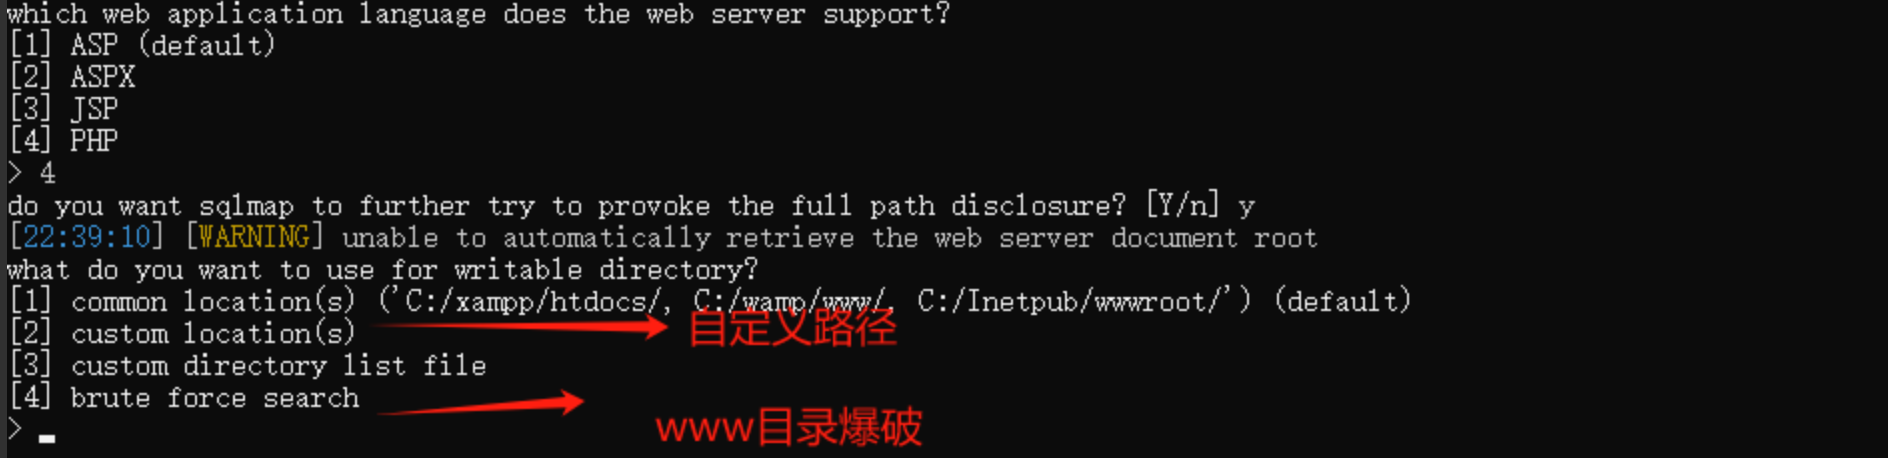 which web application language does the web server support?
[1] ASP (default)
[2] ASPX
[3] JSP
[4] PHP
> 4
do you want sqlmap to further try to provoke the full path disclosure? [Y/n] y
[22:39:10] [WARNING] unable to automatically retrieve the web server document root
what do you want to use for writable directory?
[1] common location(s) ('C:/xampp/htdocs/, C:/wamp/www/, C:/Inetpub/wwwroot/') (default)
[2] custom location(s)
自定义路径
[3] custom directory list file
[4] brute force search
www目录爆破
>